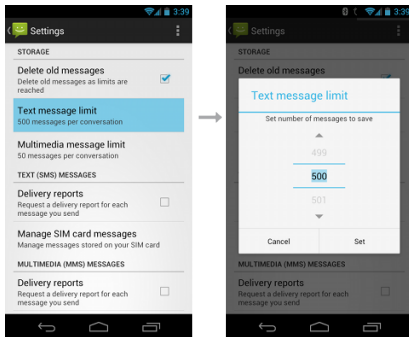 3:39
Settings
STORAGE
Delete old messages
Delete old messages as limits are
reached
Text message limit
500 messages per conversation
Multimedia message limit
50 messages per conversation
TEXT (SMS) MESSAGES
Delivery reports
Request a delivery report for each
message you send
Manage SIM card messages
Manage messages stored on your SIM card
MULTIMEDIA (MMS) MESSAGES
Delivery reports
Request a delivery report for each
message you send
3:39
Settings
STORAGE
Delete old messages
Text message limit
Set number of messages to save
499
500
501
Cancel
Set
MULTIMEDIA (MMS) MESSAGES
Delivery reports
Request a delivery report for each
message you send